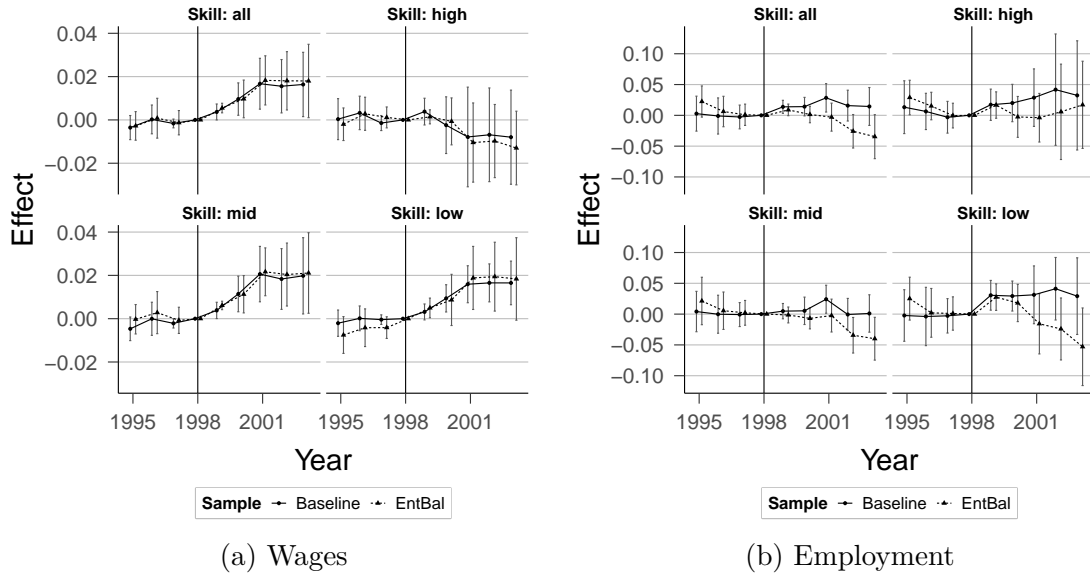 Skill: all Skill: high
0.04
0.02
0.00
−0.02
Skill: mid Skill: low
0.04
0.02
0.00
−0.02
1995 1998 2001 1995 1998 2001
Effect
Year
Sample Baseline EntBal
(a) Wages
Skill: all Skill: high
0.10
0.05
0.00
−0.05
−0.10
Skill: mid Skill: low
0.10
0.05
0.00
−0.05
−0.10
1995 1998 2001 1995 1998 2001
Effect
Year
Sample Baseline EntBal
(b) Employment